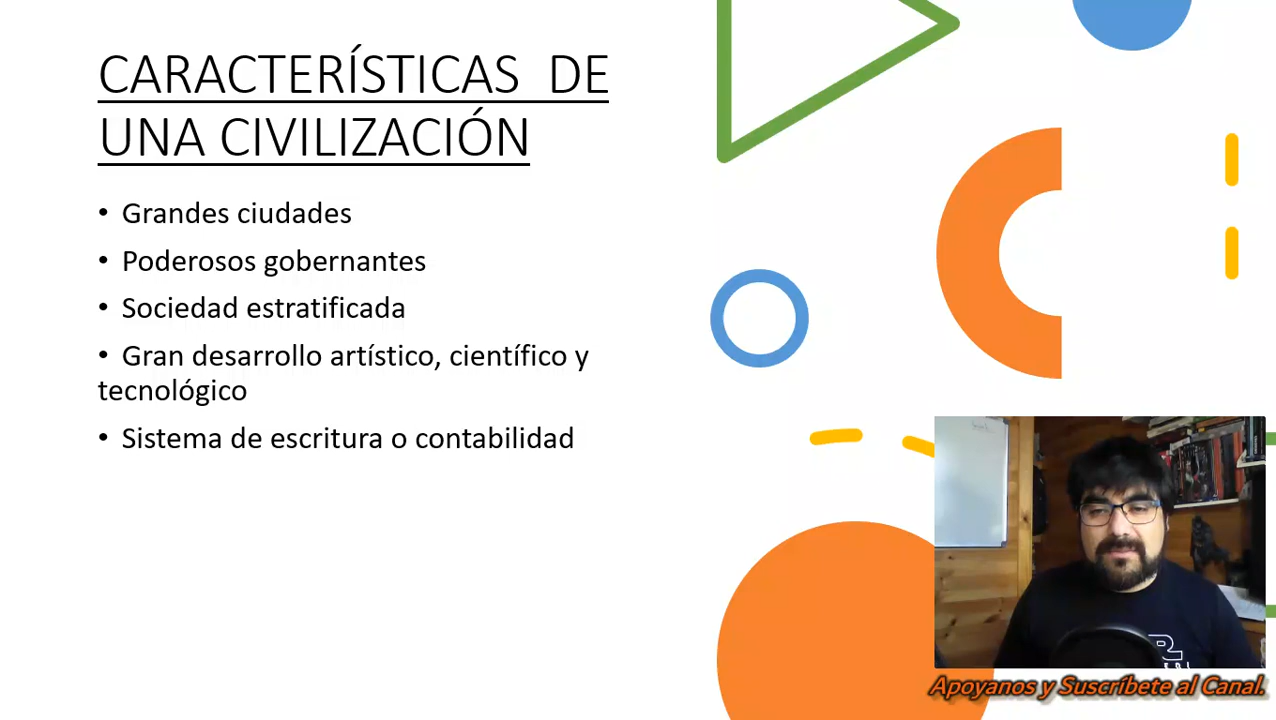 CARACTERÍSTICAS DE
UNA CIVILIZACIÓN
• Grandes ciudades
• Poderosos gobernantes
• Sociedad estratificada
• Gran desarrollo artístico, científico y
tecnológico
• Sistema de escritura o contabilidad
Apoyanos y Suscríbete al Canal.